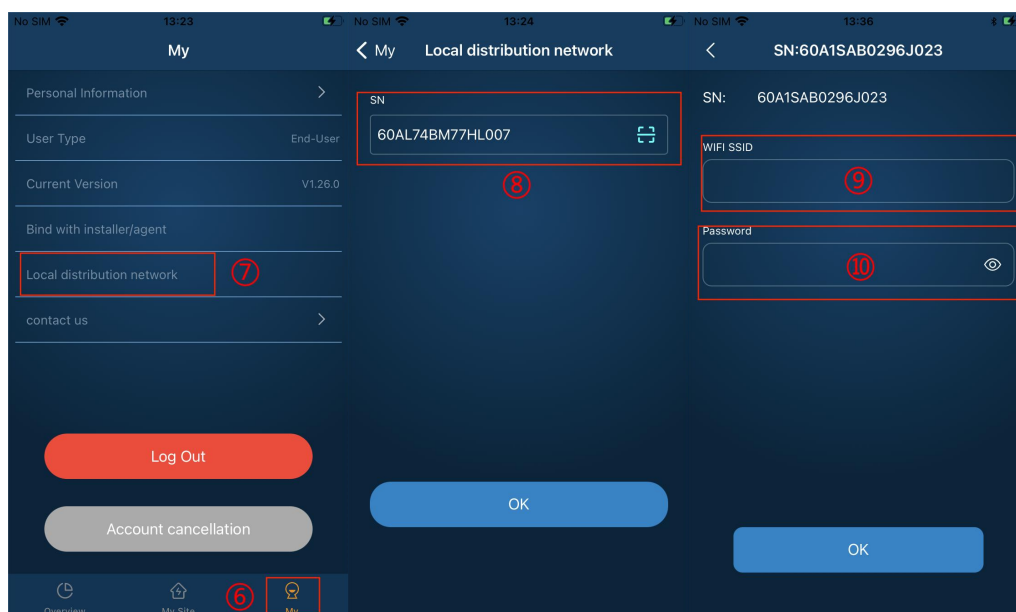 No SIM 13:23
My
Personal Information
User Type End-User
Current Version V1.26.0
Bind with installer/agent
Local distribution network ⑦
contact us
Log Out
Account cancellation
⑥
Overview My Site My
No SIM 13:24
My Local distribution network
SN
60AL74BM77HL007
⑧
OK
No SIM 13:36
SN:60A1SAB0296J023
SN: 60A1SAB0296J023
WIFI SSID
⑨
Password
⑩
OK